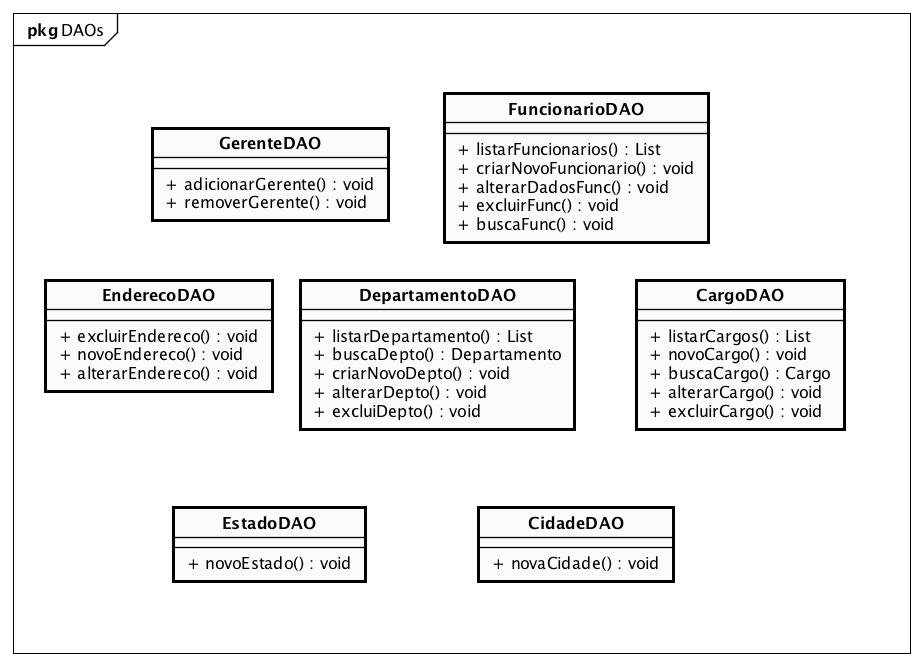 pkg DAOs
GerenteDAO
+ adicionarGerente() : void
+ removerGerente() : void
FuncionarioDAO
+ listarFuncionarios() : List
+ criarNovoFuncionario() : void
+ alterarDadosFunc() : void
+ excluirFunc() : void
+ buscaFunc() : void
EnderecoDAO
+ excluirEndereco() : void
+ novoEndereco() : void
+ alterarEndereco() : void
DepartamentoDAO
+ listarDepartamento() : List
+ buscaDepto() : Departamento
+ criarNovoDepto() : void
+ alterarDepto() : void
+ excluiDepto() : void
CargoDAO
+ listarCargos() : List
+ novoCargo() : void
+ buscaCargo() : Cargo
+ alterarCargo() : void
+ excluirCargo() : void
EstadoDAO
+ novoEstado() : void
CidadeDAO
+ novaCidade() : void